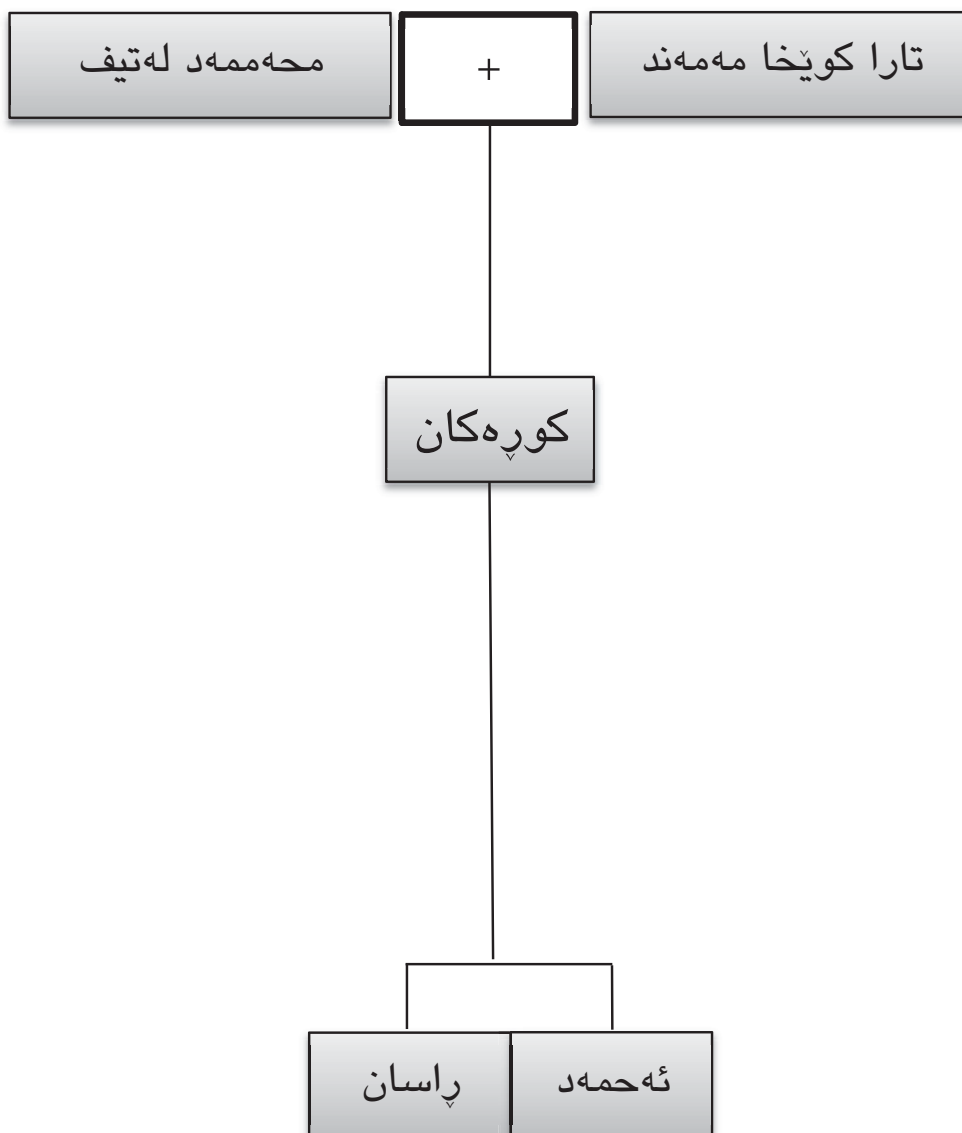 تارا کوێخا مەمەند
+
محەممەد لەتیف
کوڕەکان
ئەحمەد
ڕاسان